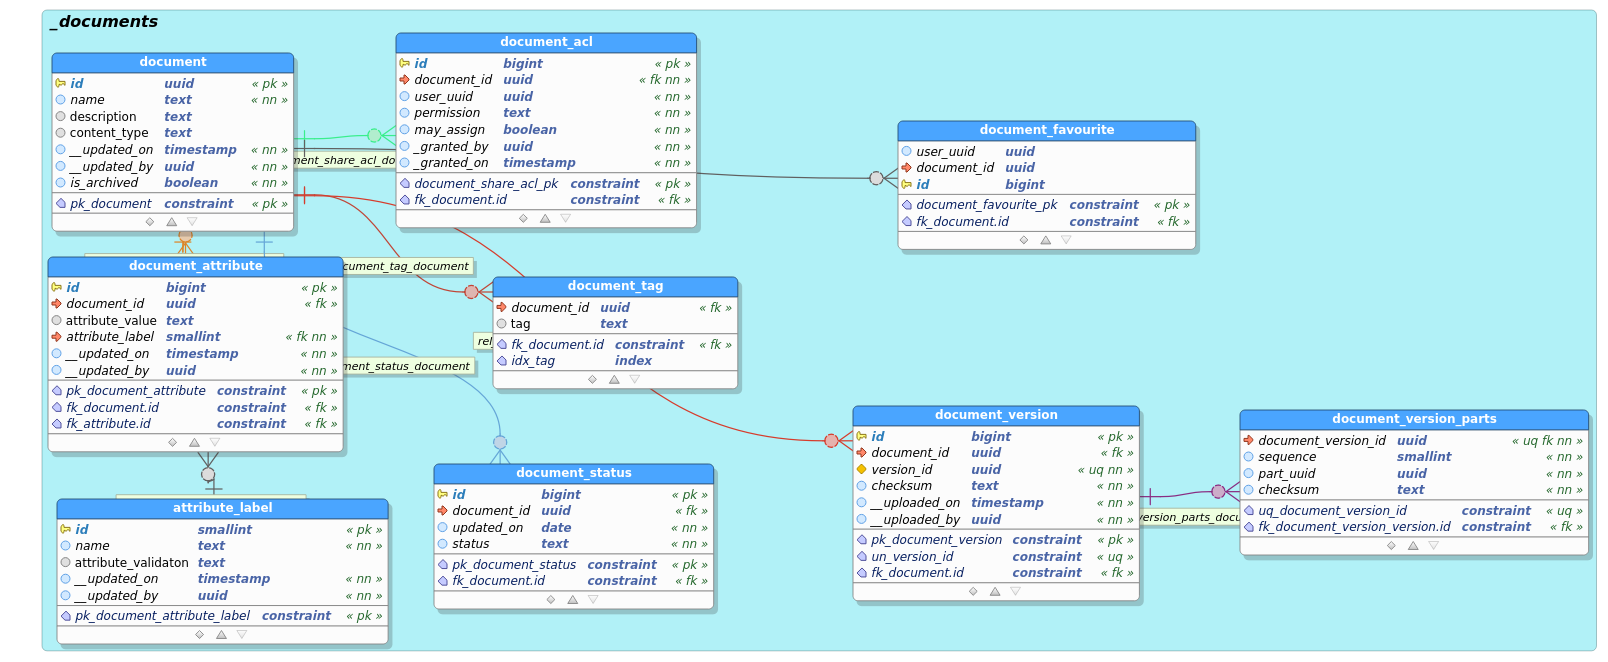 _documents
document
id uuid « pk »
name text « nn »
description text
content_type text
__updated_on timestamp « nn »
__updated_by uuid « nn »
is_archived boolean « nn »
pk_document constraint « pk »
document_acl
id bigint « pk »
document_id uuid « fk nn »
user_uuid uuid « nn »
permission text « nn »
may_assign boolean « nn »
_granted_by uuid « nn »
_granted_on timestamp « nn »
document_share_acl_pk constraint « pk »
fk_document.id constraint « fk »
ment_share_acl_do
document_favourite
user_uuid uuid
document_id uuid
id bigint
document_favourite_pk constraint « pk »
fk_document.id constraint « fk »
document_attribute
id bigint « pk »
document_id uuid « fk »
attribute_value text
attribute_label smallint « fk nn »
__updated_on timestamp « nn »
__updated_by uuid « nn »
pk_document_attribute constraint « pk »
fk_document.id constraint « fk »
fk_attribute.id constraint « fk »
cument_tag_document
document_tag
document_id uuid « fk »
tag text
fk_document.id constraint « fk »
idx_tag index
rel
ment_status_document
document_status
id bigint « pk »
document_id uuid « fk »
updated_on date « nn »
status text « nn »
pk_document_status constraint « pk »
fk_document.id constraint « fk »
attribute_label
id smallint « pk »
name text « nn »
attribute_validaton text
__updated_on timestamp « nn »
__updated_by uuid « nn »
pk_document_attribute_label constraint « pk »
document_version
id bigint « pk »
document_id uuid « fk »
version_id uuid « uq nn »
checksum text « nn »
__uploaded_on timestamp « nn »
__uploaded_by uuid « nn »
pk_document_version constraint « pk »
un_version_id constraint « uq »
fk_document.id constraint « fk »
version_parts_docu
document_version_parts
document_version_id uuid « uq fk nn »
sequence smallint « nn »
part_uuid uuid « nn »
checksum text « nn »
uq_document_version_id constraint « uq »
fk_document_version_version.id constraint « fk »